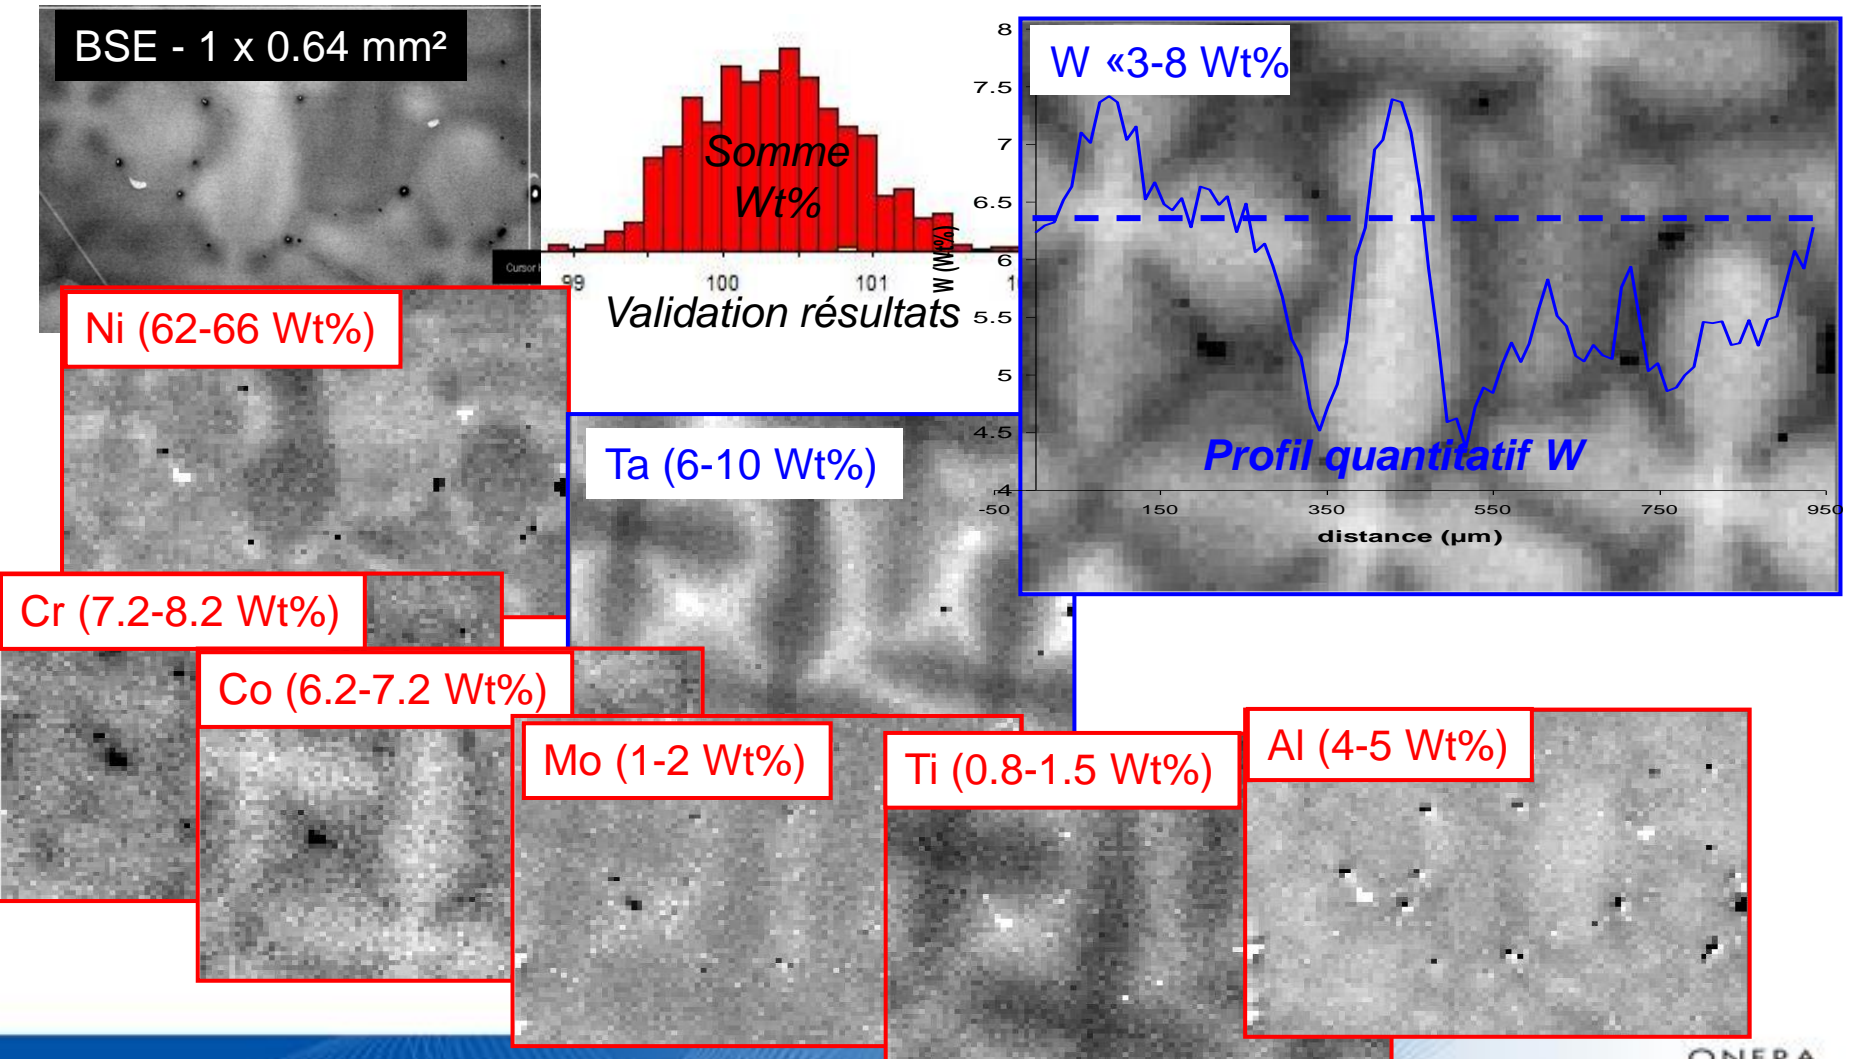 BSE - 1 x 0.64 mm²
Cursor
Somme
Wt%
99
100
101
Validation résultats
W «3-8 Wt%
8
7.5
7
6.5
6
5.5
5
4.5
4
W (Wt%)
-50
150
350
550
750
950
distance (µm)
Profil quantitatif W
Ni (62-66 Wt%)
Ta (6-10 Wt%)
Cr (7.2-8.2 Wt%)
Co (6.2-7.2 Wt%)
Mo (1-2 Wt%)
Ti (0.8-1.5 Wt%)
Al (4-5 Wt%)
ONERA